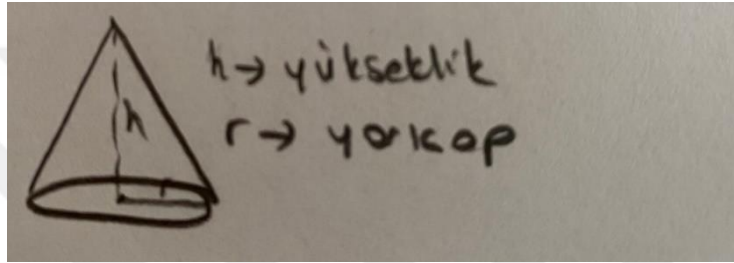 h → yükseklik
r → yarıçap
h
r